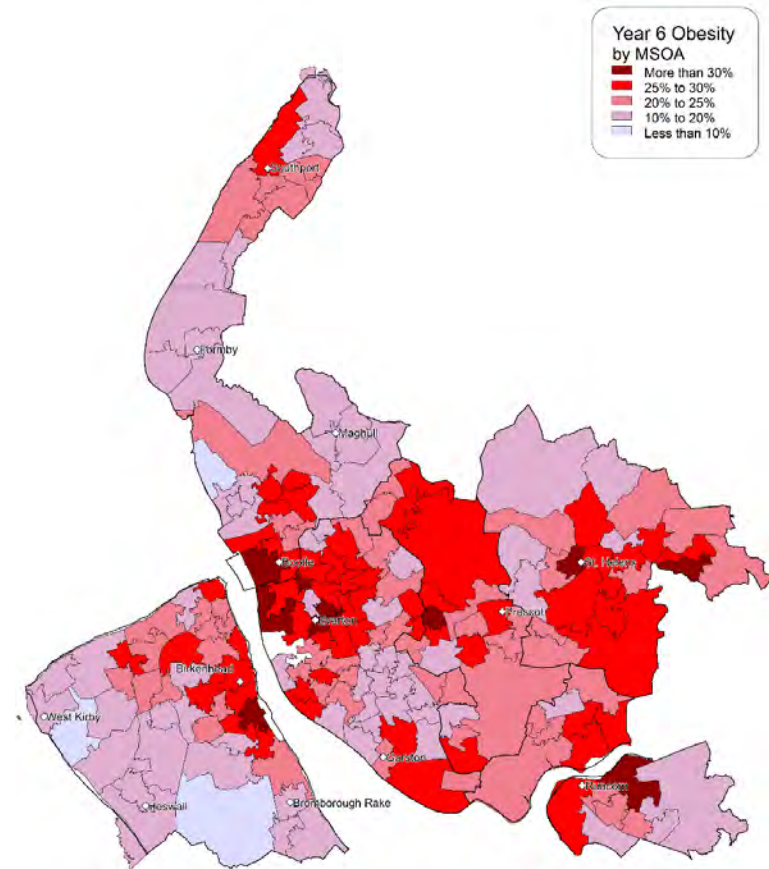 Year 6 Obesity
by MSOA
More than 30%
25% to 30%
20% to 25%
10% to 20%
Less than 10%
Southport
Formby
Maghull
Bootle
St. Helens
Prescot
Everton
Birkenhead
West Kirby
Garston
Runcorn
Heswall
Bromborough Rake